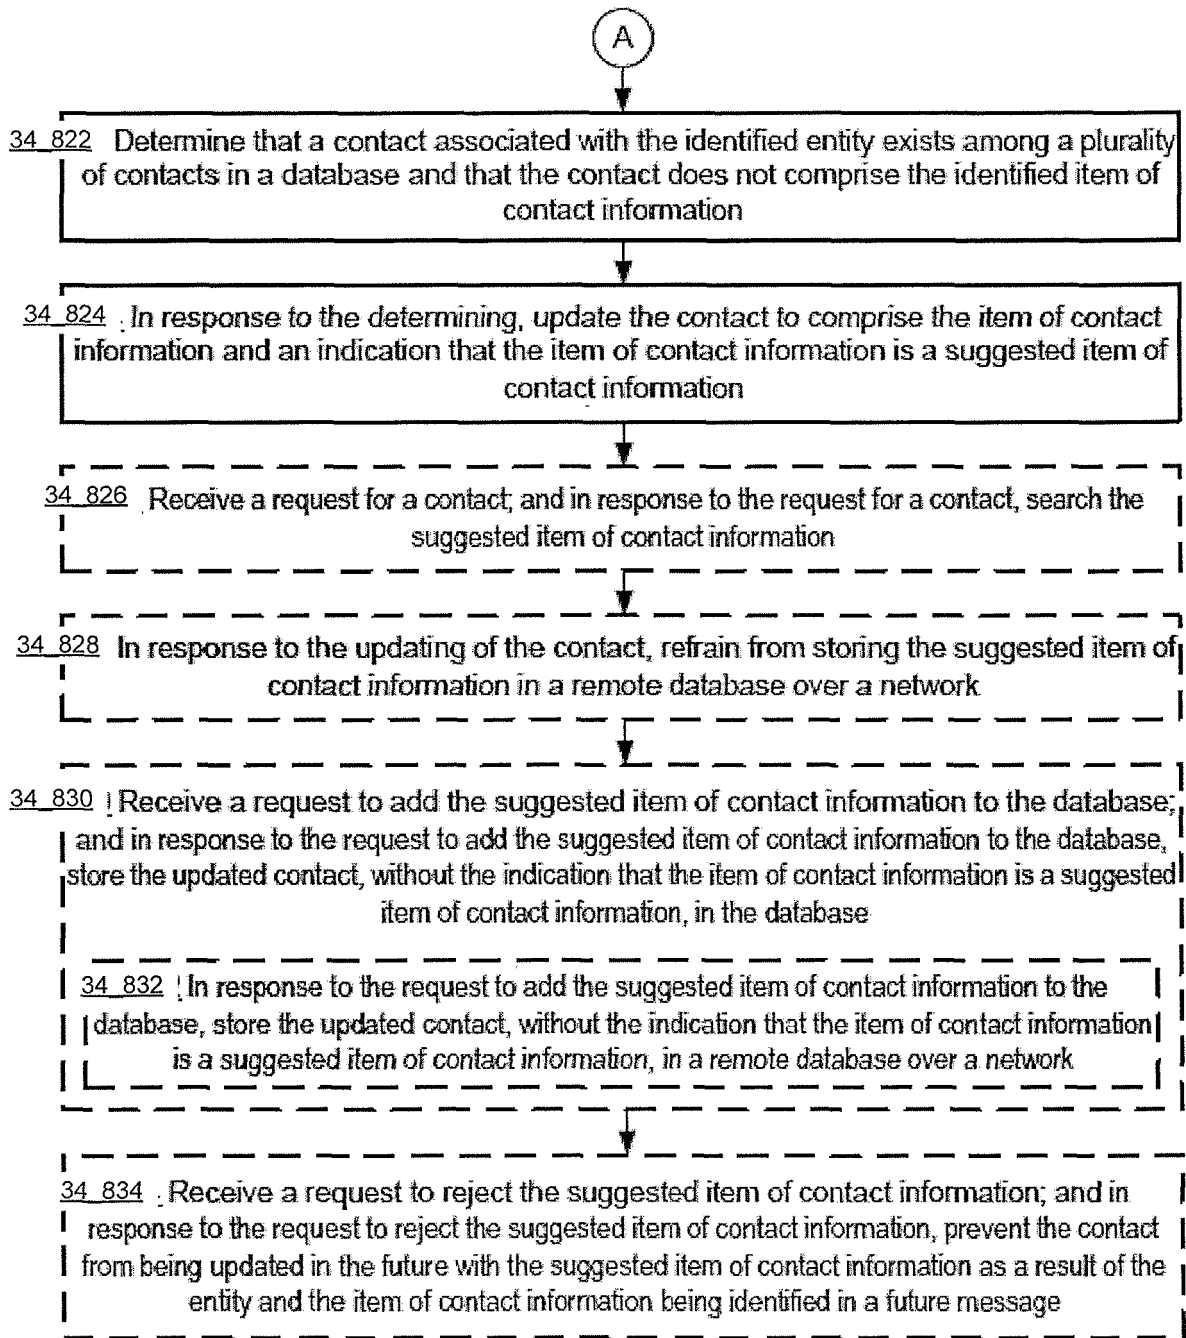 A
34_822 Determine that a contact associated with the identified entity exists among a plurality
of contacts in a database and that the contact does not comprise the identified item of
contact information
34_824 In response to the determining, update the contact to comprise the item of contact
information and an indication that the item of contact information is a suggested item of
contact information
34_826 Receive a request for a contact; and in response to the request for a contact, search the
suggested item of contact information
34_828 In response to the updating of the contact, refrain from storing the suggested item of
contact information in a remote database over a network
34_830 Receive a request to add the suggested item of contact information to the database;
and in response to the request to add the suggested item of contact information to the database,
store the updated contact, without the indication that the item of contact information is a suggested
item of contact information, in the database
34_832 In response to the request to add the suggested item of contact information to the
database, store the updated contact, without the indication that the item of contact information
is a suggested item of contact information, in a remote database over a network
34_834 Receive a request to reject the suggested item of contact information; and in
response to the request to reject the suggested item of contact information, prevent the contact
from being updated in the future with the suggested item of contact information as a result of the
entity and the item of contact information being identified in a future message